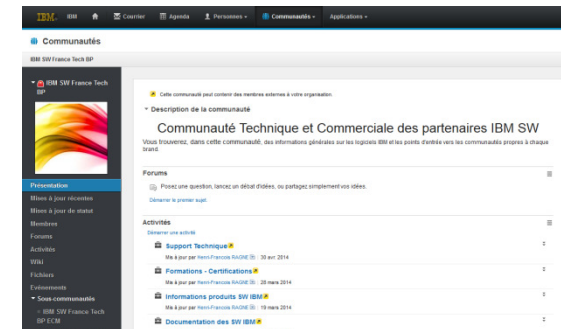 IBM IBM Courrier Agenda Personnes Communautés Applications
Communautés
IBM SW France Tech BP
IBM SW France Tech BP
Présentation
Mises à jour récentes
Mises à jour de statut
Membres
Forums
Activités
Wiki
Fichiers
Evénements
Sous-communautés
IBM SW France Tech BP ECM
Cette communauté peut contenir des membres externes à votre organisation.
Description de la communauté
Communauté Technique et Commerciale des partenaires IBM SW
Vous trouverez, dans cette communauté, des informations générales sur les logiciels IBM et les points d'entrée vers les communautés propres à chaque
brand.
Forums
Posez une question, lancez un débat d'idées, ou partagez simplement vos idées.
Démarrer le premier sujet.
Activités
Démarrer une activité
Support Technique
Mis à jour par Henri-Francois RAGNE : 30 avr. 2014
Formations - Certifications
Mis à jour par Henri-Francois RAGNE : 28 mars 2014
Informations produits SW IBM
Mis à jour par Henri-Francois RAGNE : 19 mars 2014
Documentation des SW IBM